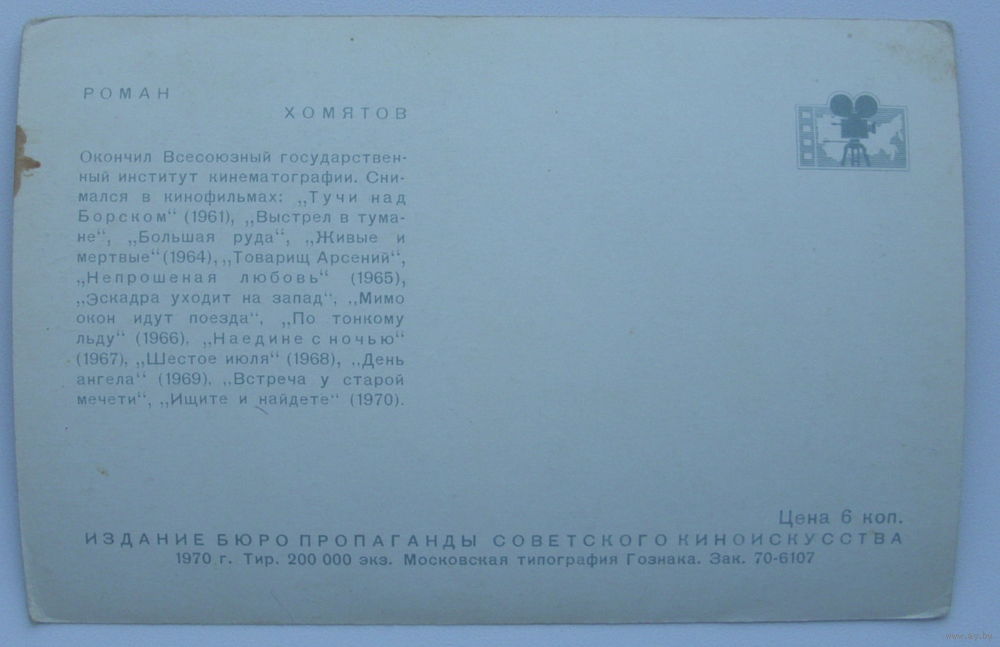 РОМАН
ХОМЯТОВ
Окончил Всесоюзный государствен-
ный институт кинематографии. Сни-
мался в кинофильмах: „Тучи над
Борском“ (1961), „Выстрел в тума-
не“, „Большая руда“, „Живые и
мертвые“ (1964), „Товарищ Арсений“,
„Непрошеная любовь“ (1965),
„Эскадра уходит на запад“, „Мимо
окон идут поезда“, „По тонкому
льду“ (1966), „Наедине с ночью“
(1967), „Шестое июля“ (1968), „День
ангела“ (1969), „Встреча у старой
мечети“, „Ищите и найдете“ (1970).
Цена 6 коп.
ИЗДАНИЕ БЮРО ПРОПАГАНДЫ СОВЕТСКОГО КИНОИСКУССТВА
1970 г. Тир. 200 000 экз. Московская типография Гознака. Зак. 70-6107
www.ay.by